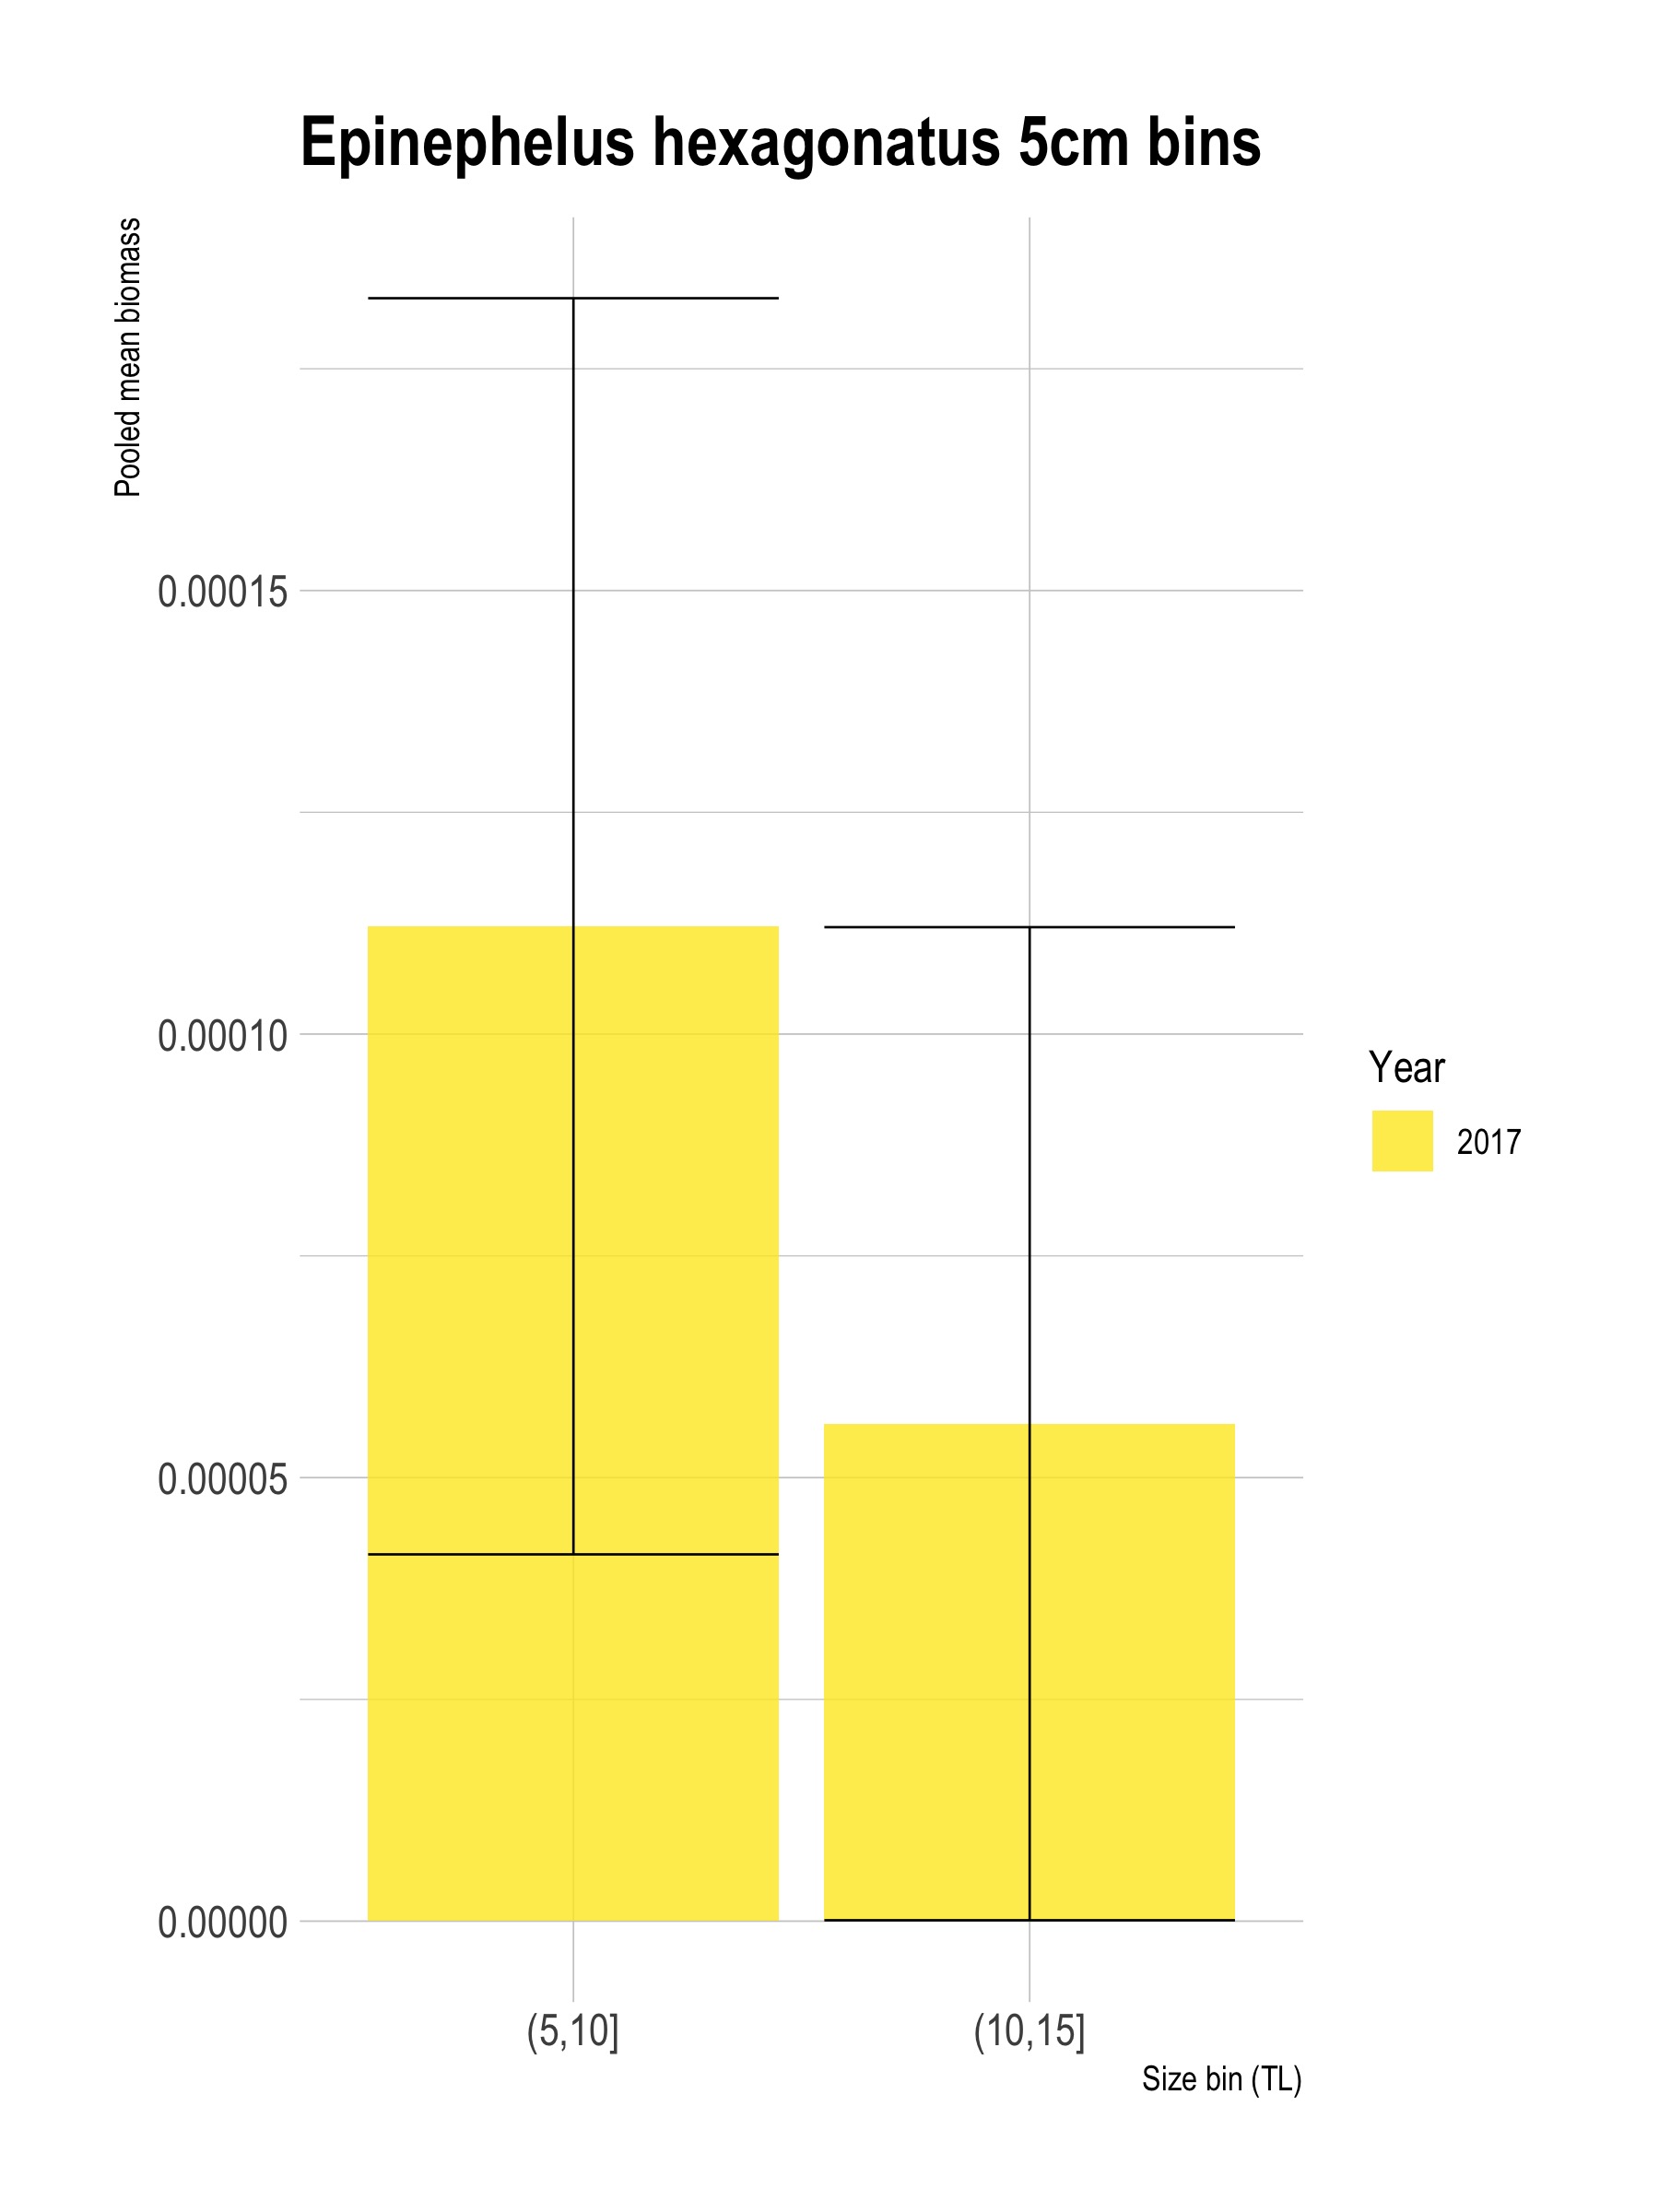 Epinephelus hexagonatus 5cm bins
Pooled mean biomass
0.00015
0.00010
0.00005
0.00000
(5,10]
(10,15]
Size bin (TL)
Year
2017